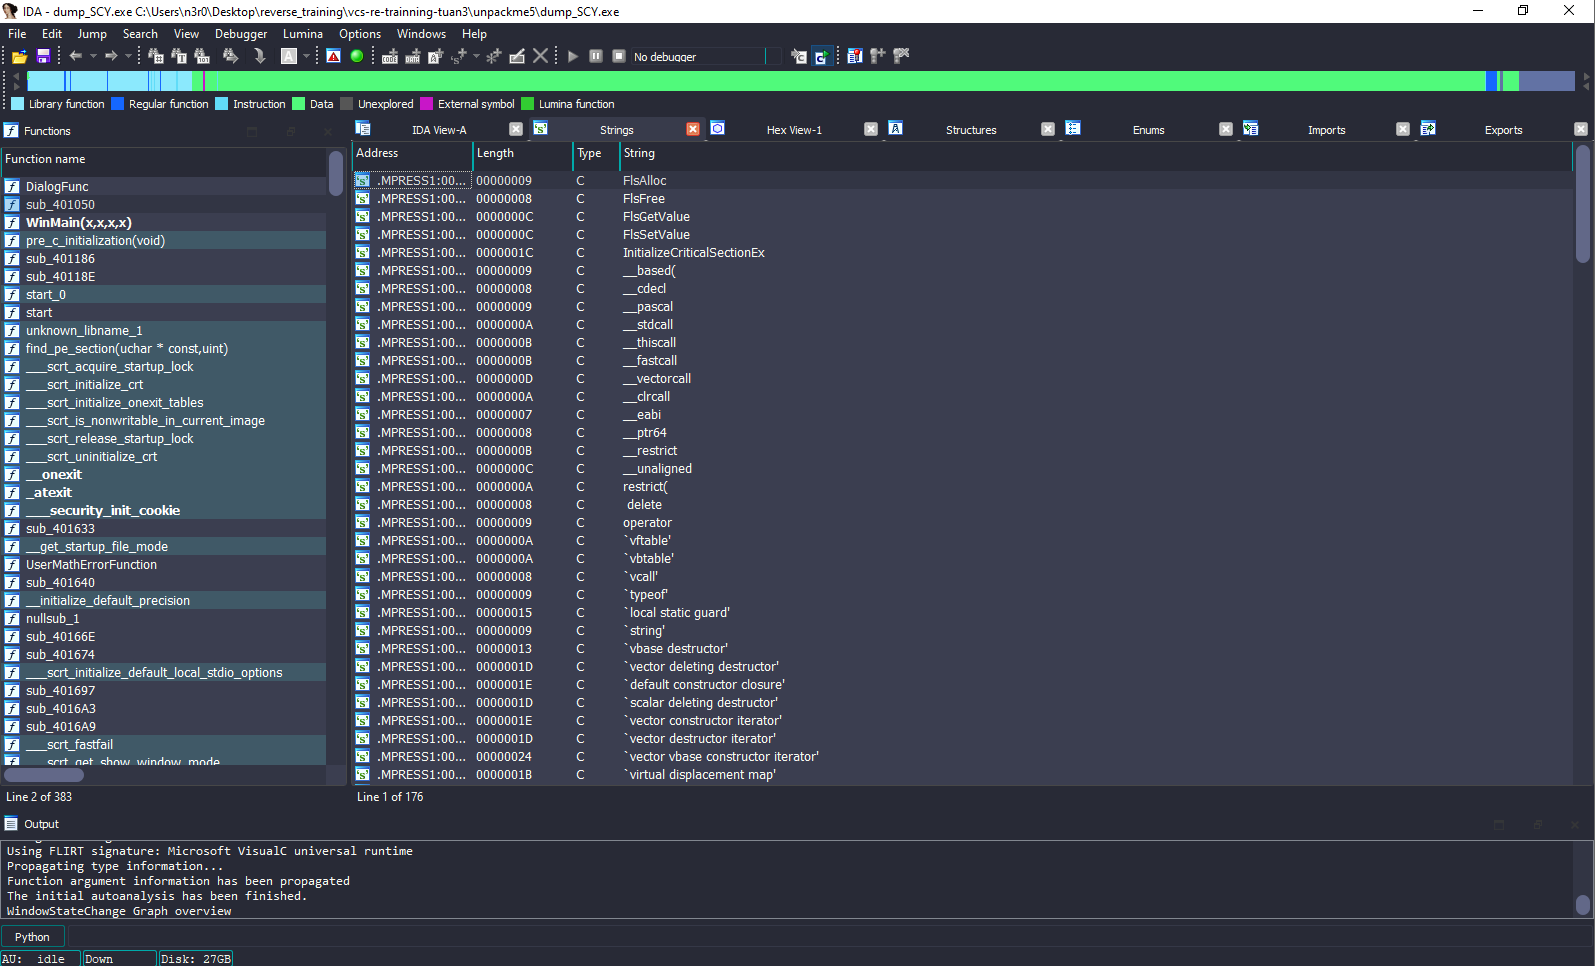 IDA - dump_SCY.exe C:\Users\n3r0\Desktop\reverse_training\vcs-re-trainning-tuan3\unpackme5\dump_SCY.exe
File Edit Jump Search View Debugger Lumina Options Windows Help
No debugger
Library function Regular function Instruction Data Unexplored External symbol Lumina function
Functions
IDA View-A Strings Hex View-1 Structures Enums Imports Exports
Function name
DialogFunc
sub_401050
WinMain(x,x,x,x)
pre_c_initialization(void)
sub_401186
sub_40118E
start_0
start
unknown_libname_1
find_pe_section(uchar * const,uint)
___scrt_acquire_startup_lock
___scrt_initialize_crt
___scrt_initialize_onexit_tables
___scrt_is_nonwritable_in_current_image
___scrt_release_startup_lock
___scrt_uninitialize_crt
__onexit
_atexit
___security_init_cookie
sub_401633
__get_startup_file_mode
UserMathErrorFunction
sub_401640
__initialize_default_precision
nullsub_1
sub_40166E
sub_401674
___scrt_initialize_default_local_stdio_options
sub_401697
sub_4016A3
sub_4016A9
___scrt_fastfail
___scrt_get_show_window_mode
Line 2 of 383
Address Length Type String
.MPRESS1:00... 00000009 C FlsAlloc
.MPRESS1:00... 00000008 C FlsFree
.MPRESS1:00... 0000000C C FlsGetValue
.MPRESS1:00... 0000000C C FlsSetValue
.MPRESS1:00... 0000001C C InitializeCriticalSectionEx
.MPRESS1:00... 00000009 C __based(
.MPRESS1:00... 00000008 C __cdecl
.MPRESS1:00... 00000009 C __pascal
.MPRESS1:00... 0000000A C __stdcall
.MPRESS1:00... 0000000B C __thiscall
.MPRESS1:00... 0000000B C __fastcall
.MPRESS1:00... 0000000D C __vectorcall
.MPRESS1:00... 0000000A C __clrcall
.MPRESS1:00... 00000007 C __eabi
.MPRESS1:00... 00000008 C __ptr64
.MPRESS1:00... 0000000B C __restrict
.MPRESS1:00... 0000000C C __unaligned
.MPRESS1:00... 0000000A C restrict(
.MPRESS1:00... 00000008 C delete
.MPRESS1:00... 00000009 C operator
.MPRESS1:00... 0000000A C `vftable'
.MPRESS1:00... 0000000A C `vbtable'
.MPRESS1:00... 00000008 C `vcall'
.MPRESS1:00... 00000009 C `typeof'
.MPRESS1:00... 00000015 C `local static guard'
.MPRESS1:00... 00000009 C `string'
.MPRESS1:00... 00000013 C `vbase destructor'
.MPRESS1:00... 0000001D C `vector deleting destructor'
.MPRESS1:00... 0000001E C `default constructor closure'
.MPRESS1:00... 0000001D C `scalar deleting destructor'
.MPRESS1:00... 0000001E C `vector constructor iterator'
.MPRESS1:00... 0000001D C `vector destructor iterator'
.MPRESS1:00... 00000024 C `vector vbase constructor iterator'
.MPRESS1:00... 0000001B C `virtual displacement map'
Line 1 of 176
Output
Using FLIRT signature: Microsoft VisualC universal runtime
Propagating type information...
Function argument information has been propagated
The initial autoanalysis has been finished.
WindowStateChange Graph overview
Python
AU: idle Down Disk: 27GB